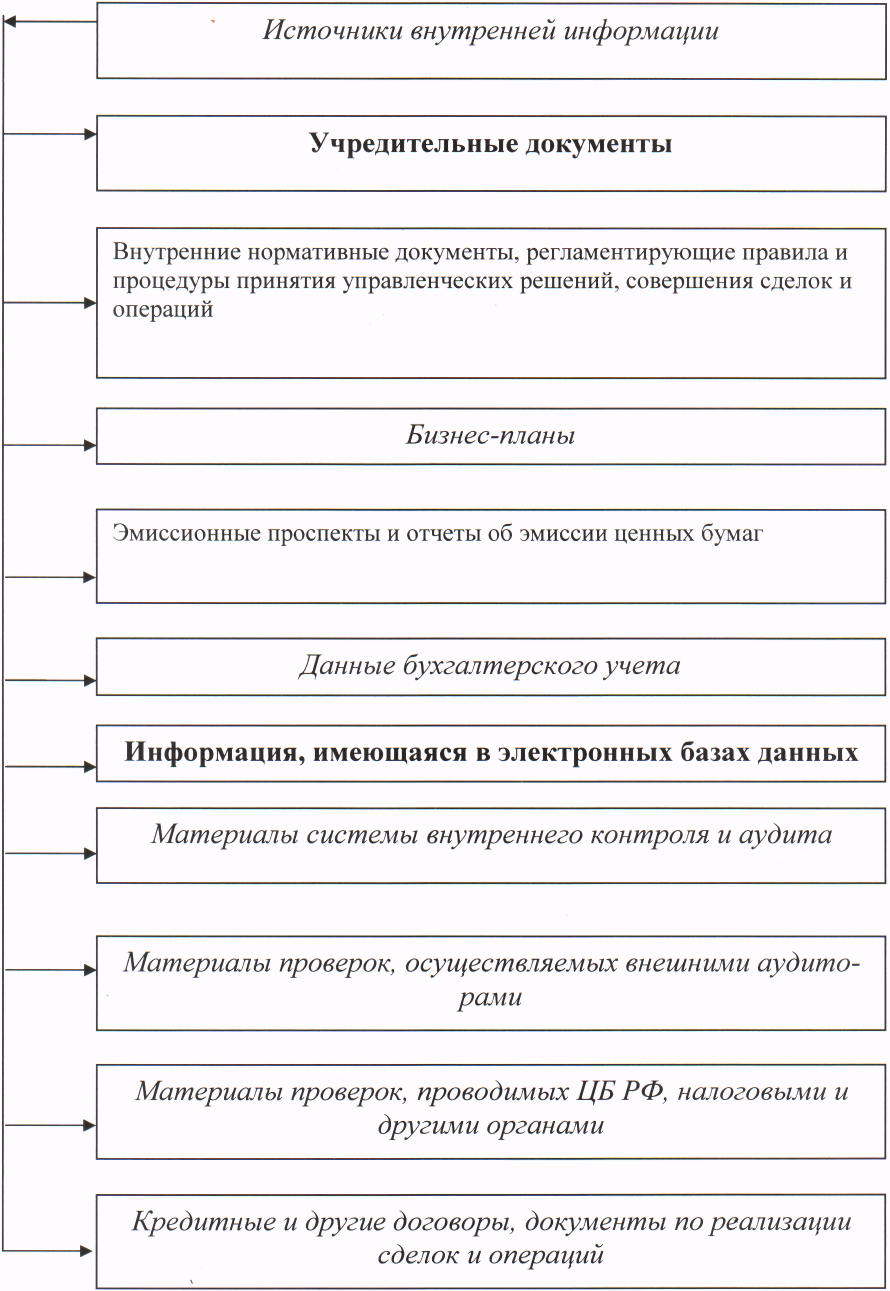 Источники внутренней информации
Учредительные документы
Внутренние нормативные документы, регламентирующие правила и
процедуры принятия управленческих решений, совершения сделок и
операций
Бизнес-планы
Эмиссионные проспекты и отчеты об эмиссии ценных бумаг
Данные бухгалтерского учета
Информация, имеющаяся в электронных базах данных
Материалы системы внутреннего контроля и аудита
Материалы проверок, осуществляемых внешними аудито-
рами
Материалы проверок, проводимых ЦБ РФ, налоговыми и
другими органами
Кредитные и другие договоры, документы по реализации
сделок и операций